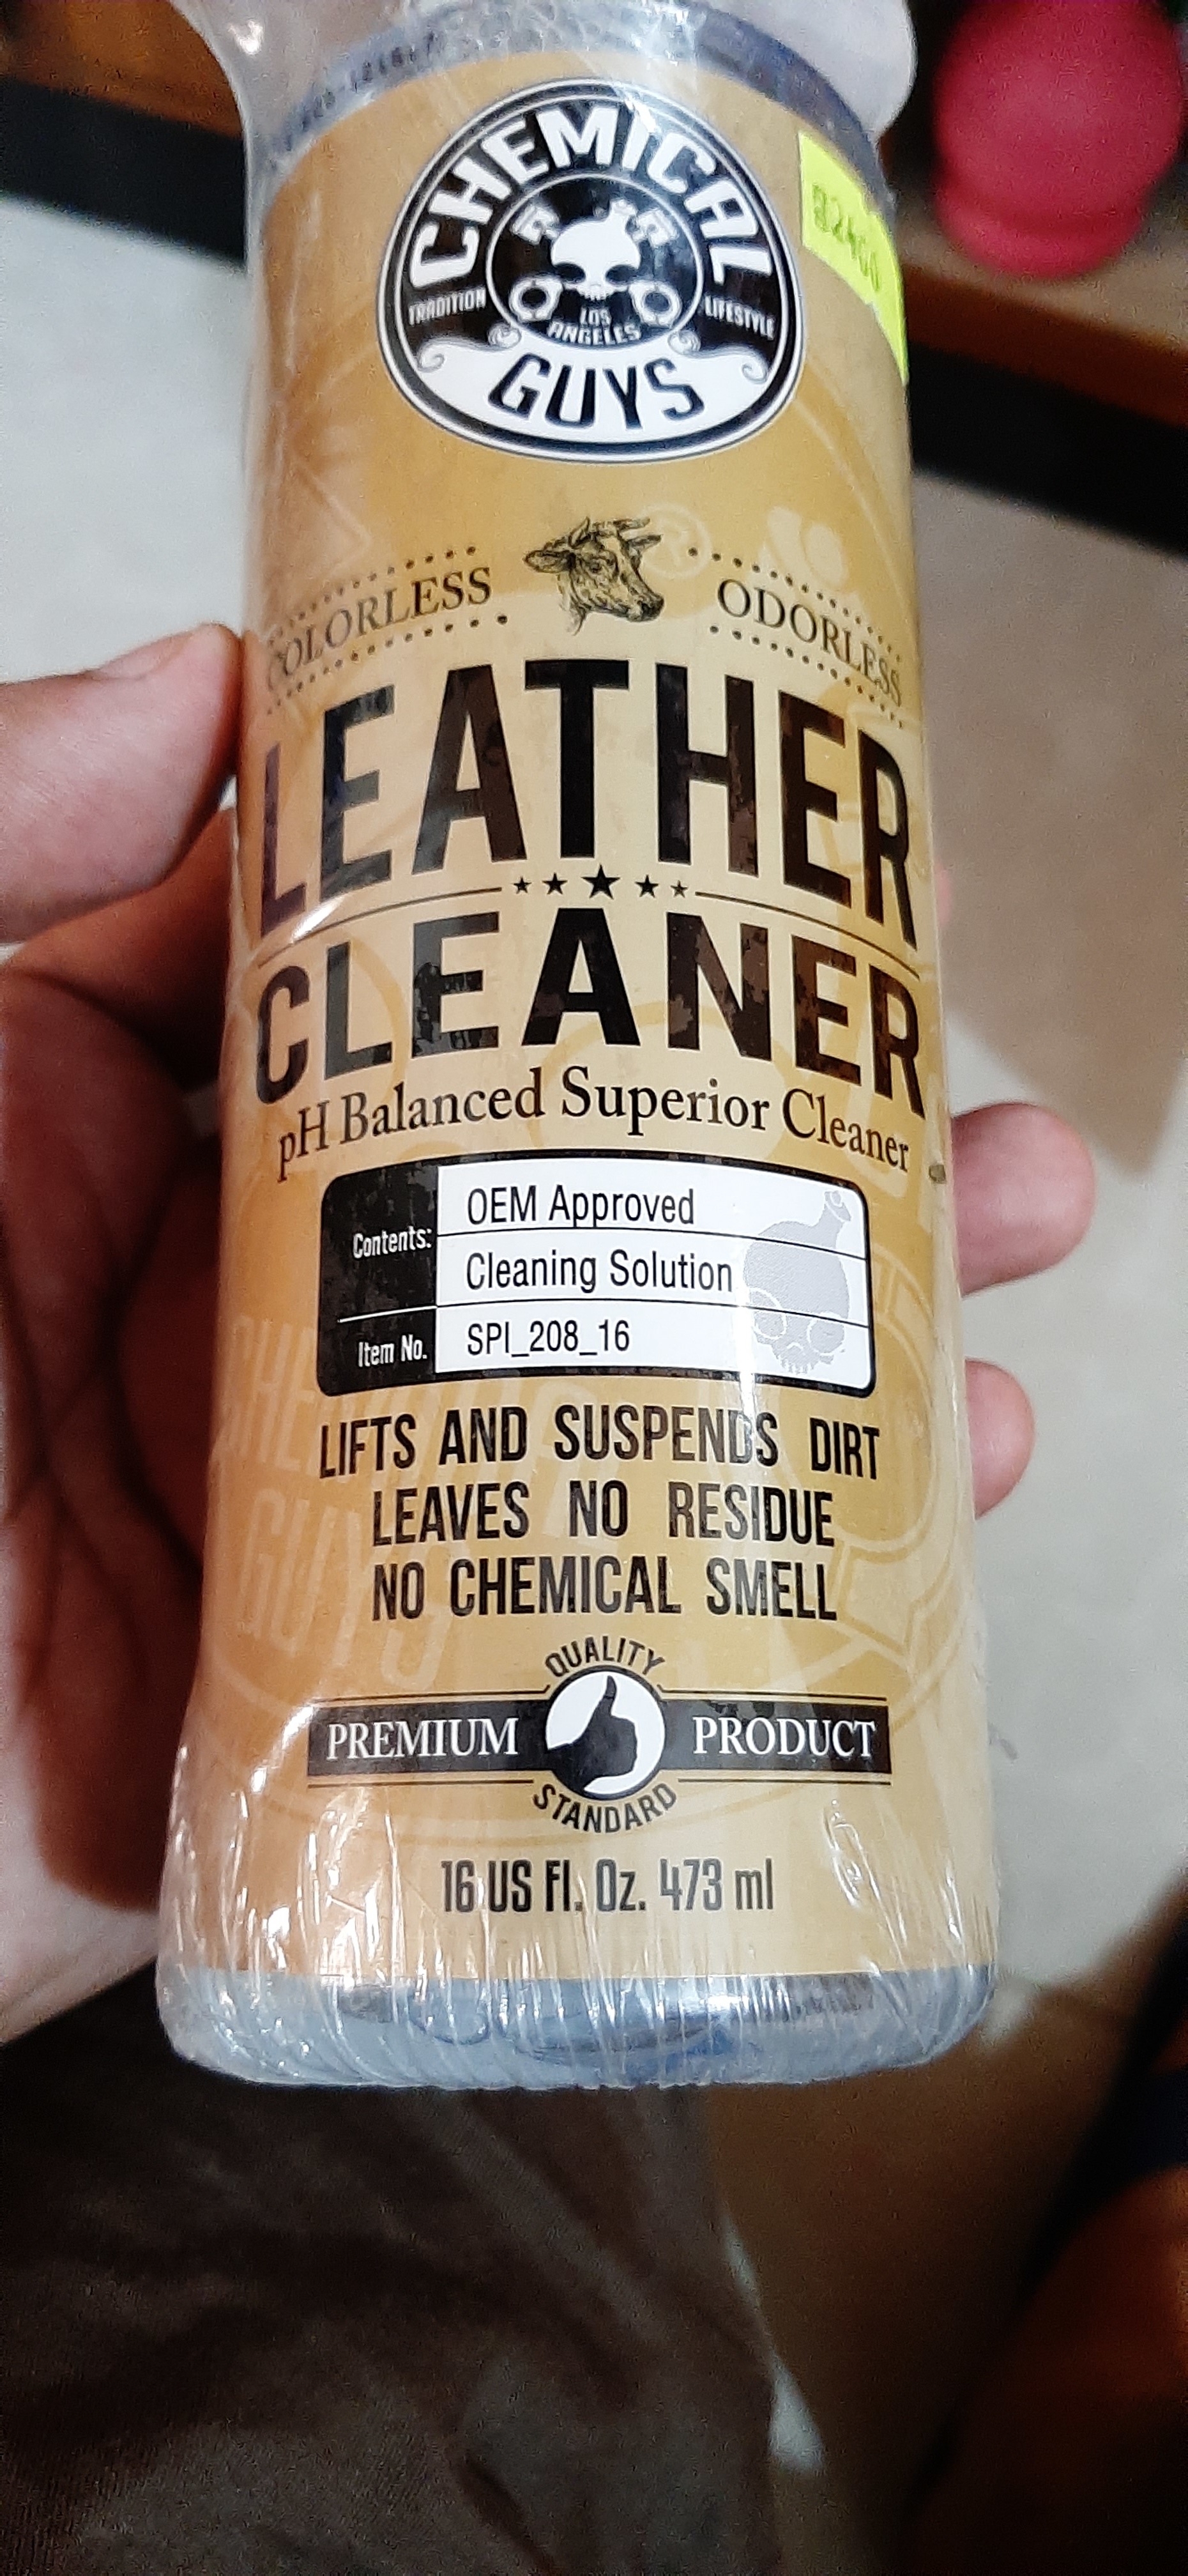 CHEMICAL
TRADITION
LOS
ANGELES
LIFESTYLE
GUYS
COLORLESS
ODORLESS
LEATHER
CLEANER
pH Balanced Superior Cleaner
Contents:
OEM Approved
Cleaning Solution
Item No.
SPI_208_16
LIFTS AND SUSPENDS DIRT
LEAVES NO RESIDUE
NO CHEMICAL SMELL
QUALITY
PREMIUM PRODUCT
STANDARD
16 US Fl. Oz. 473 ml